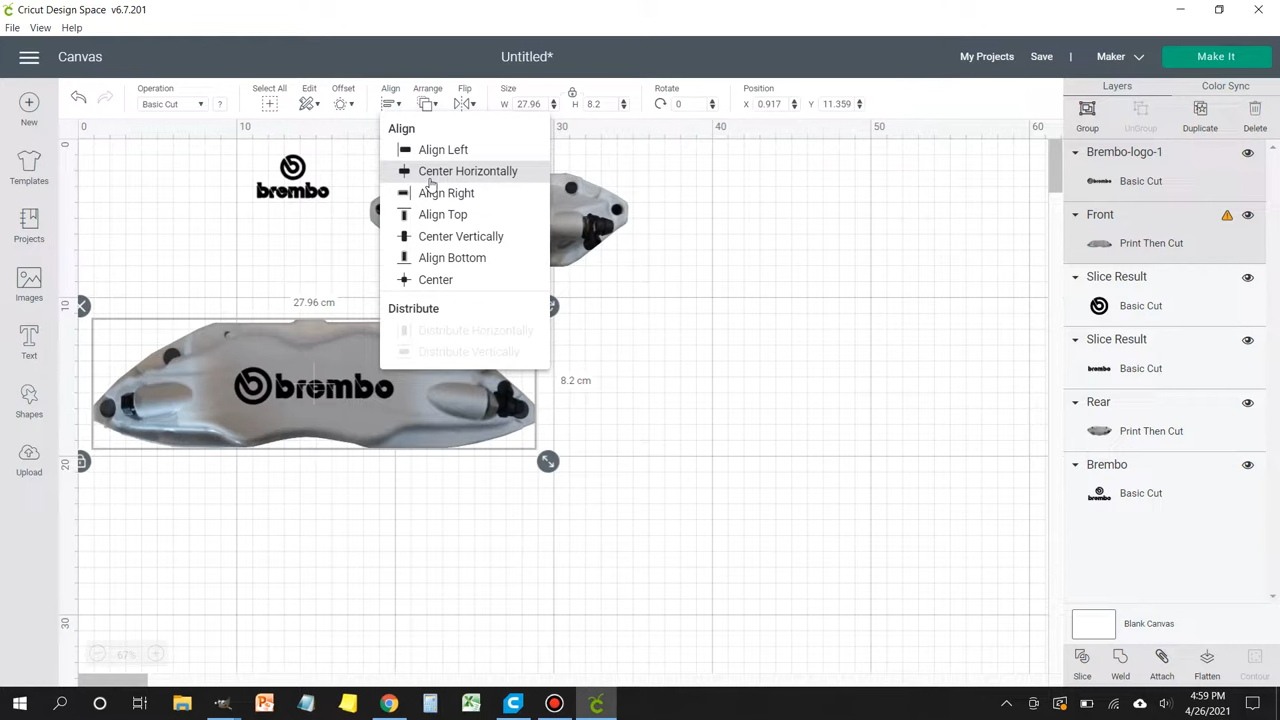 Cricut Design Space v6.7.201
File View Help
Canvas
Untitled*
My Projects Save | Maker Make It
Operation
Basic Cut
?
Select All
Edit
Offset
Align
Arrange
Flip
Size
W 27.96 H 8.2
Rotate
0
Position
X 0.917 Y 11.359
Layers Color Sync
New
Templates
Projects
Images
Text
Shapes
Upload
0 10 30 40 50 60
0
10
20
30
brembo
Align
Align Left
Center Horizontally
Align Right
Align Top
Center Vertically
Align Bottom
Center
Distribute
Distribute Horizontally
Distribute Vertically
27.96 cm
8.2 cm
brembo
67%
Group UnGroup Duplicate Delete
Brembo-logo-1
Basic Cut
Front
Print Then Cut
Slice Result
Basic Cut
Slice Result
brembo Basic Cut
Rear
Print Then Cut
Brembo
Basic Cut
Blank Canvas
Slice Weld Attach Flatten Contour
4:59 PM
4/26/2021